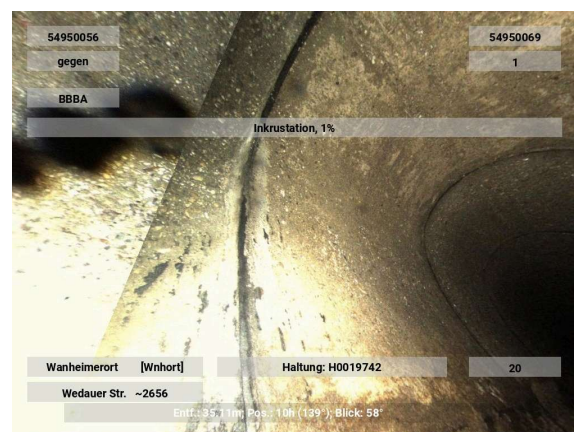 54950056
54950069
gegen
1
BBBA
Inkrustation, 1%
Wanheimerort [Wnhort]
Haltung: H0019742
20
Wedauer Str. ~2656
Entf.: 35.11m; Pos.: 10h (139°); Blick: 58°